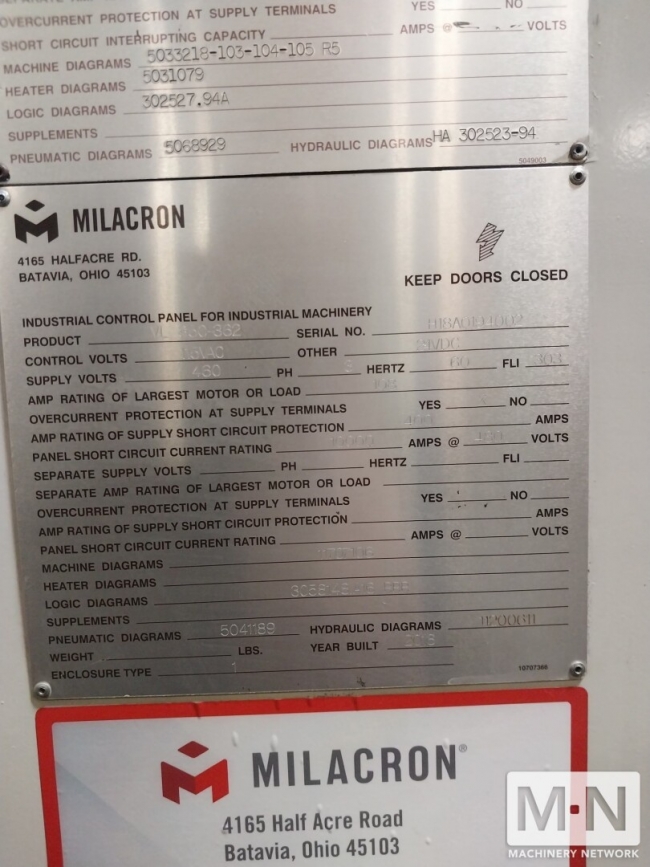 OVERCURRENT PROTECTION AT SUPPLY TERMINALS YES NO
SHORT CIRCUIT INTERRUPTING CAPACITY AMPS @ VOLTS
MACHINE DIAGRAMS 5033218-103-104-105 R5
HEATER DIAGRAMS 5031079
LOGIC DIAGRAMS 302527.94A
SUPPLEMENTS
PNEUMATIC DIAGRAMS 5068929 HYDRAULIC DIAGRAMS HA 302523-94
5049003
MILACRON
4165 HALFACRE RD.
BATAVIA, OHIO 45103
KEEP DOORS CLOSED
INDUSTRIAL CONTROL PANEL FOR INDUSTRIAL MACHINERY
PRODUCT SERIAL NO.
CONTROL VOLTS OTHER 24VDC
SUPPLY VOLTS 460 PH 3 HERTZ 60 FLI 303
AMP RATING OF LARGEST MOTOR OR LOAD
OVERCURRENT PROTECTION AT SUPPLY TERMINALS YES NO
AMP RATING OF SUPPLY SHORT CIRCUIT PROTECTION AMPS
PANEL SHORT CIRCUIT CURRENT RATING AMPS @ VOLTS
SEPARATE SUPPLY VOLTS PH HERTZ FLI
SEPARATE AMP RATING OF LARGEST MOTOR OR LOAD
OVERCURRENT PROTECTION AT SUPPLY TERMINALS YES NO
AMP RATING OF SUPPLY SHORT CIRCUIT PROTECTION AMPS
PANEL SHORT CIRCUIT CURRENT RATING AMPS @ VOLTS
MACHINE DIAGRAMS
HEATER DIAGRAMS
LOGIC DIAGRAMS
SUPPLEMENTS
PNEUMATIC DIAGRAMS 5041189 HYDRAULIC DIAGRAMS
WEIGHT LBS. YEAR BUILT
ENCLOSURE TYPE 1
10707366
MILACRON®
4165 Half Acre Road
Batavia, Ohio 45103
M·N
MACHINERY NETWORK